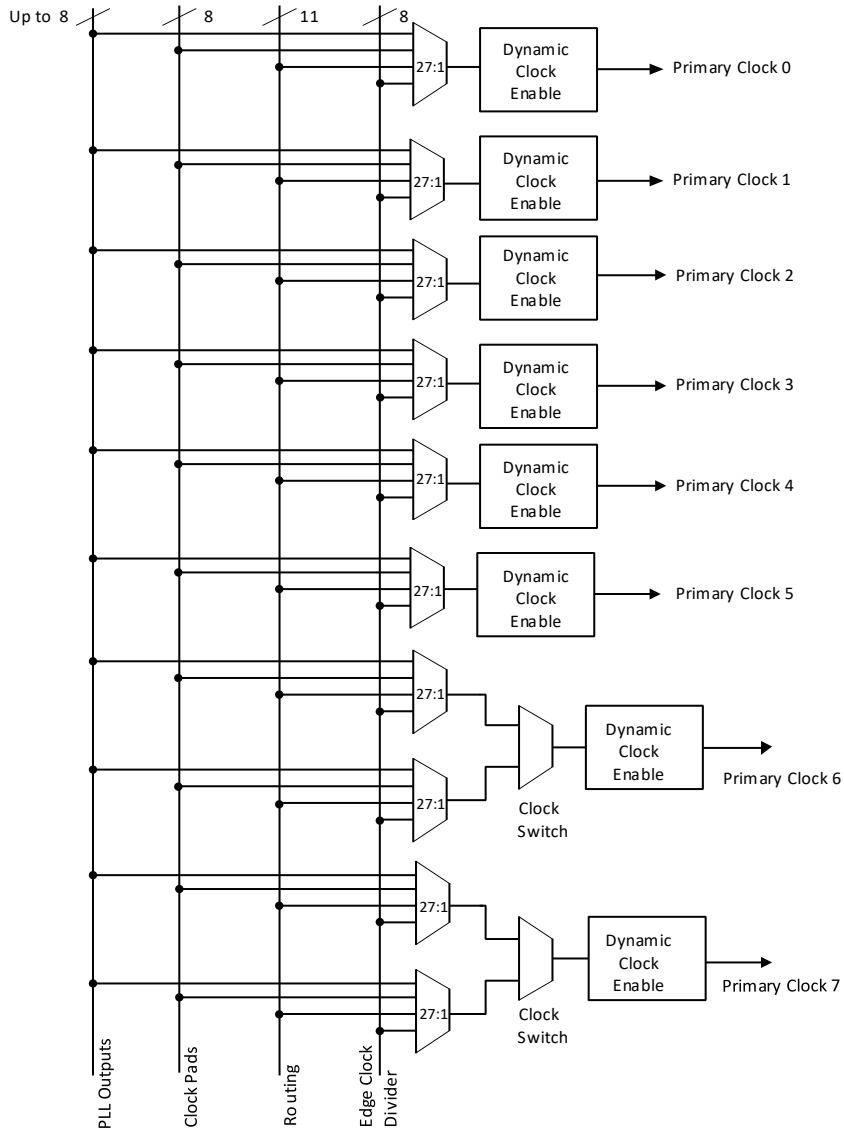 Up to 8
8
11
8
27:1
Dynamic
Clock
Enable
Primary Clock 0
27:1
Dynamic
Clock
Enable
Primary Clock 1
27:1
Dynamic
Clock
Enable
Primary Clock 2
27:1
Dynamic
Clock
Enable
Primary Clock 3
27:1
Dynamic
Clock
Enable
Primary Clock 4
27:1
Dynamic
Clock
Enable
Primary Clock 5
27:1
27:1
Clock
Switch
Dynamic
Clock
Enable
Primary Clock 6
27:1
27:1
Clock
Switch
Dynamic
Clock
Enable
Primary Clock 7
PLL Outputs
Clock Pads
Routing
Edge Clock
Divider